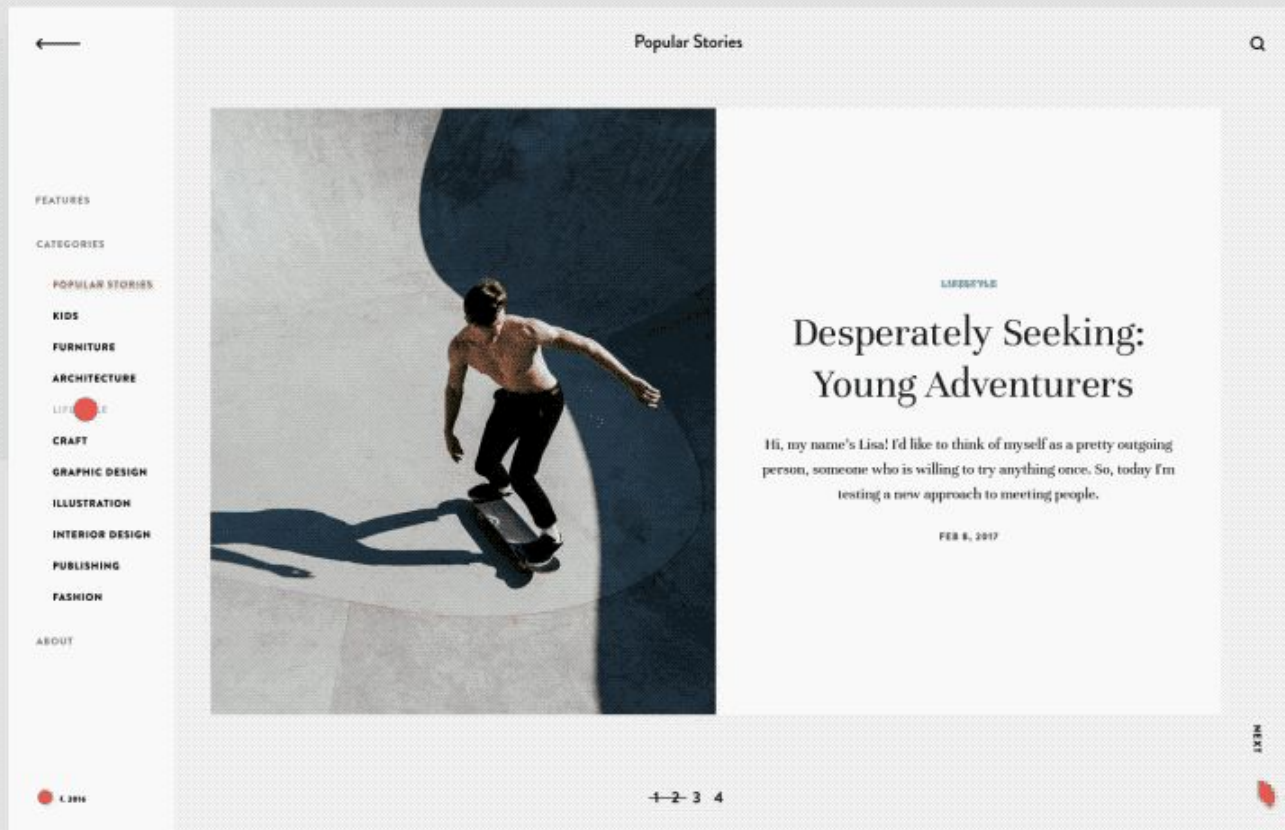 Popular Stories
FEATURES
CATEGORIES
POPULAR STORIES
KIDS
FURNITURE
ARCHITECTURE
CRAFT
GRAPHIC DESIGN
ILLUSTRATION
INTERIOR DESIGN
PUBLISHING
FASHION
ABOUT
2016
LIFESTYLE
Desperately Seeking:
Young Adventurers
Hi, my name's Lisa! I'd like to think of myself as a pretty outgoing
person, someone who is willing to try anything once. So, today I'm
testing a new approach to meeting people.
FEB 8, 2017
1 2 3 4
NEXT